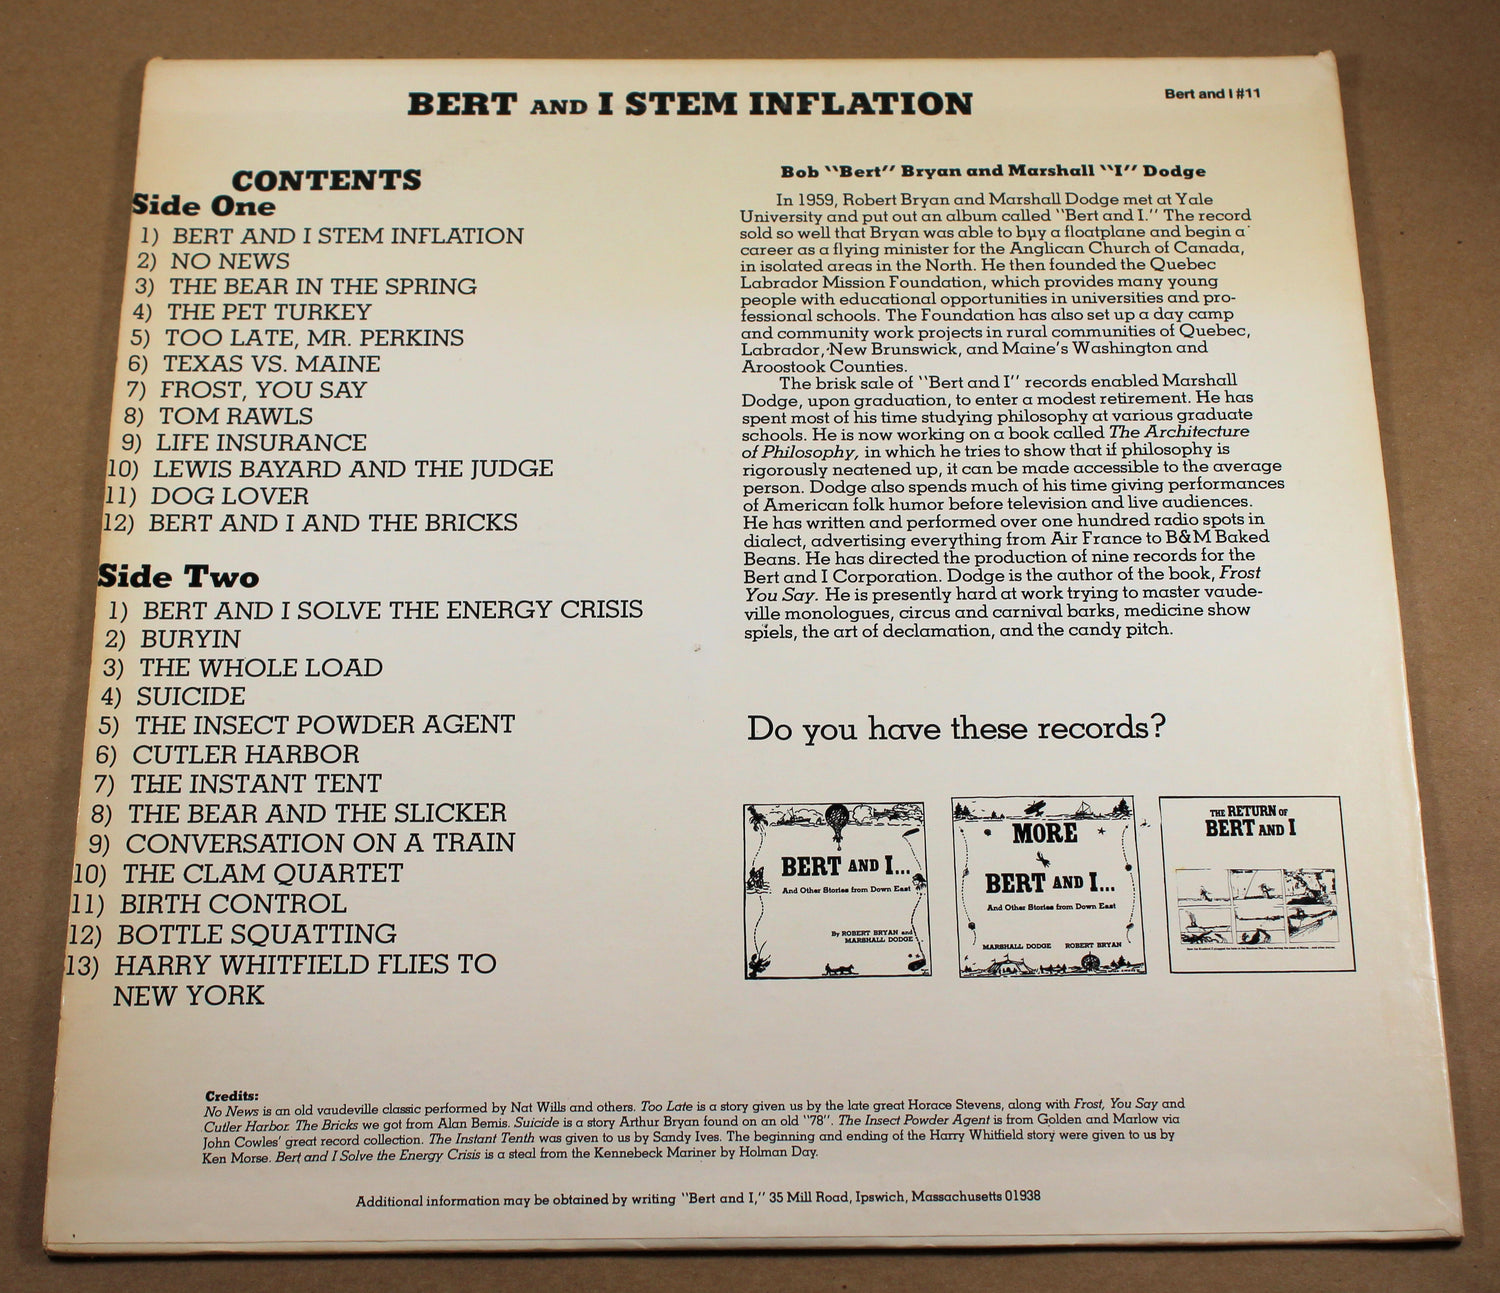 BERT AND I STEM INFLATION
Bert and I #11
CONTENTS
Side One
1) BERT AND I STEM INFLATION
2) NO NEWS
3) THE BEAR IN THE SPRING
4) THE PET TURKEY
5) TOO LATE, MR. PERKINS
6) TEXAS VS. MAINE
7) FROST, YOU SAY
8) TOM RAWLS
9) LIFE INSURANCE
10) LEWIS BAYARD AND THE JUDGE
11) DOG LOVER
12) BERT AND I AND THE BRICKS
Side Two
1) BERT AND I SOLVE THE ENERGY CRISIS
2) BURYIN
3) THE WHOLE LOAD
4) SUICIDE
5) THE INSECT POWDER AGENT
6) CUTLER HARBOR
7) THE INSTANT TENT
8) THE BEAR AND THE SLICKER
9) CONVERSATION ON A TRAIN
10) THE CLAM QUARTET
11) BIRTH CONTROL
12) BOTTLE SQUATTING
13) HARRY WHITFIELD FLIES TO
NEW YORK
Bob "Bert" Bryan and Marshall "I" Dodge
In 1959, Robert Bryan and Marshall Dodge met at Yale
University and put out an album called "Bert and I." The record
sold so well that Bryan was able to buy a floatplane and begin a
career as a flying minister for the Anglican Church of Canada,
in isolated areas in the North. He then founded the Quebec
Labrador Mission Foundation, which provides many young
people with educational opportunities in universities and pro-
fessional schools. The Foundation has also set up a day camp
and community work projects in rural communities of Quebec,
Labrador, New Brunswick, and Maine's Washington and
Aroostook Counties.
The brisk sale of "Bert and I" records enabled Marshall
Dodge, upon graduation, to enter a modest retirement. He has
spent most of his time studying philosophy at various graduate
schools. He is now working on a book called The Architecture
of Philosophy, in which he tries to show that if philosophy is
rigorously neatened up, it can be made accessible to the average
person. Dodge also spends much of his time giving performances
of American folk humor before television and live audiences.
He has written and performed over one hundred radio spots in
dialect, advertising everything from Air France to B&M Baked
Beans. He has directed the production of nine records for the
Bert and I Corporation. Dodge is the author of the book, Frost
You Say. He is presently hard at work trying to master vaude-
ville monologues, circus and carnival barks, medicine show
spiels, the art of declamation, and the candy pitch.
Do you have these records?
BERT AND I...
And Other Stories from Down East
By ROBERT BRYAN and
MARSHALL DODGE
MORE
BERT AND I...
And Other Stories from Down East
MARSHALL DODGE ROBERT BRYAN
THE RETURN OF
BERT AND I
Credits:
No News is an old vaudeville classic performed by Nat Wills and others. Too Late is a story given us by the late great Horace Stevens, along with Frost, You Say and
Cutler Harbor. The Bricks we got from Alan Bemis. Suicide is a story Arthur Bryan found on an old "78". The Insect Powder Agent is from Golden and Marlow via
John Cowles' great record collection. The Instant Tenth was given to us by Sandy Ives. The beginning and ending of the Harry Whitfield story were given to us by
Ken Morse. Bert and I Solve the Energy Crisis is a steal from the Kennebeck Mariner by Holman Day.
Additional information may be obtained by writing "Bert and I," 35 Mill Road, Ipswich, Massachusetts 01938